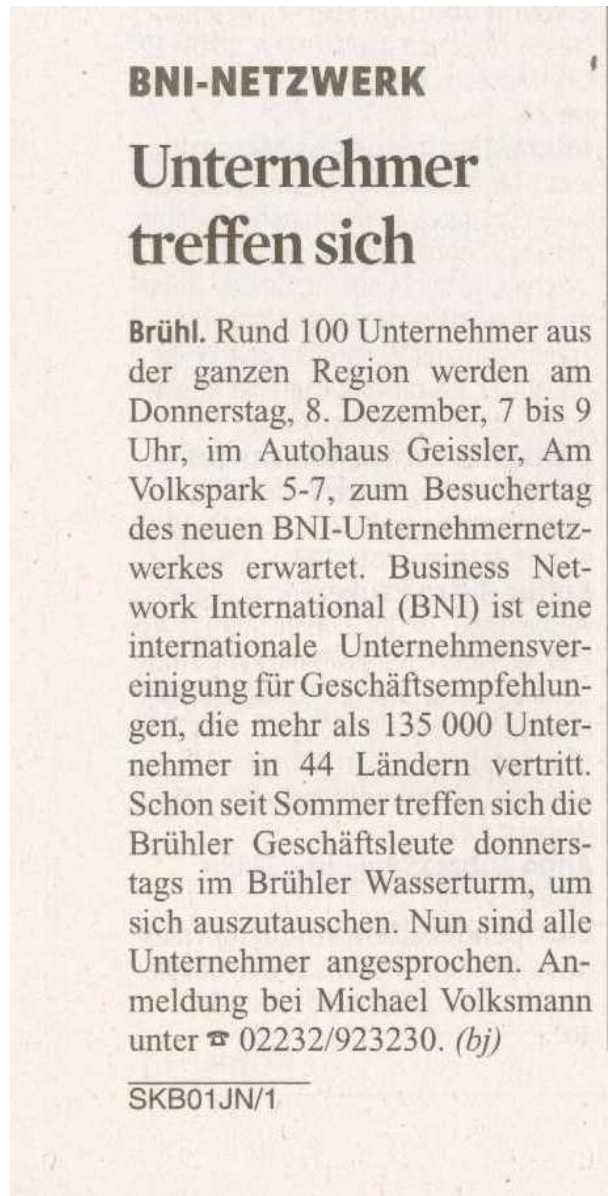 BNI-NETZWERK
Unternehmer
treffen sich
Brühl. Rund 100 Unternehmer aus
der ganzen Region werden am
Donnerstag, 8. Dezember, 7 bis 9
Uhr, im Autohaus Geissler, Am
Volkspark 5-7, zum Besuchertag
des neuen BNI-Unternehmernetz-
werkes erwartet. Business Net-
work International (BNI) ist eine
internationale Unternehmensver-
einigung für Geschäftsempfehlun-
gen, die mehr als 135 000 Unter-
nehmer in 44 Ländern vertritt.
Schon seit Sommer treffen sich die
Brühler Geschäftsleute donners-
tags im Brühler Wasserturm, um
sich auszutauschen. Nun sind alle
Unternehmer angesprochen. An-
meldung bei Michael Volksmann
unter ☎ 02232/923230. (bj)
SKB01JN/1